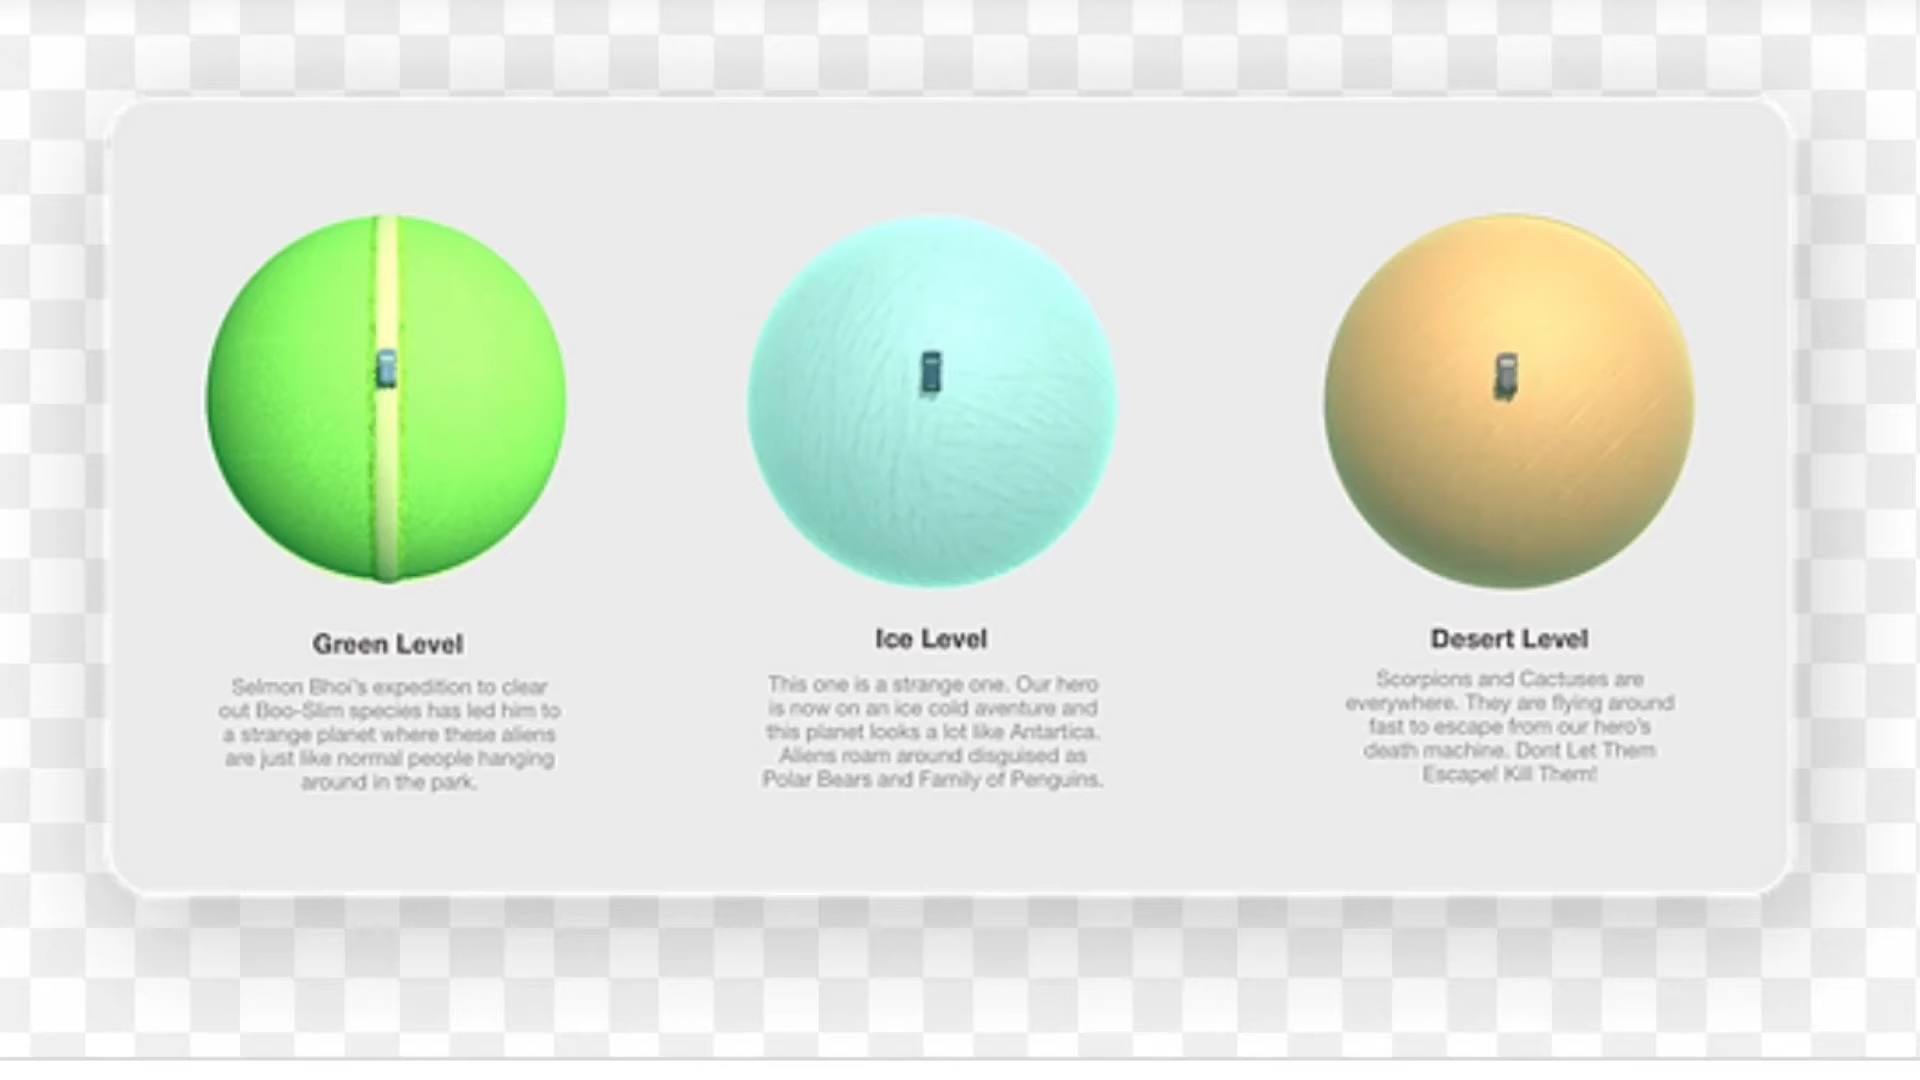 Green Level
Selmon Bhoi's expedition to clear
out Boo-Slim species has led him to
a strange planet where these aliens
are just like normal people hanging
around in the park.
Ice Level
This one is a strange one. Our hero
is now on an ice cold aventure and
this planet looks a lot like Antartica.
Aliens roam around disguised as
Polar Bears and Family of Penguins.
Desert Level
Scorpions and Cactuses are
everywhere. They are flying around
fast to escape from our hero's
death machine. Dont Let Them
Escape! Kill Them!